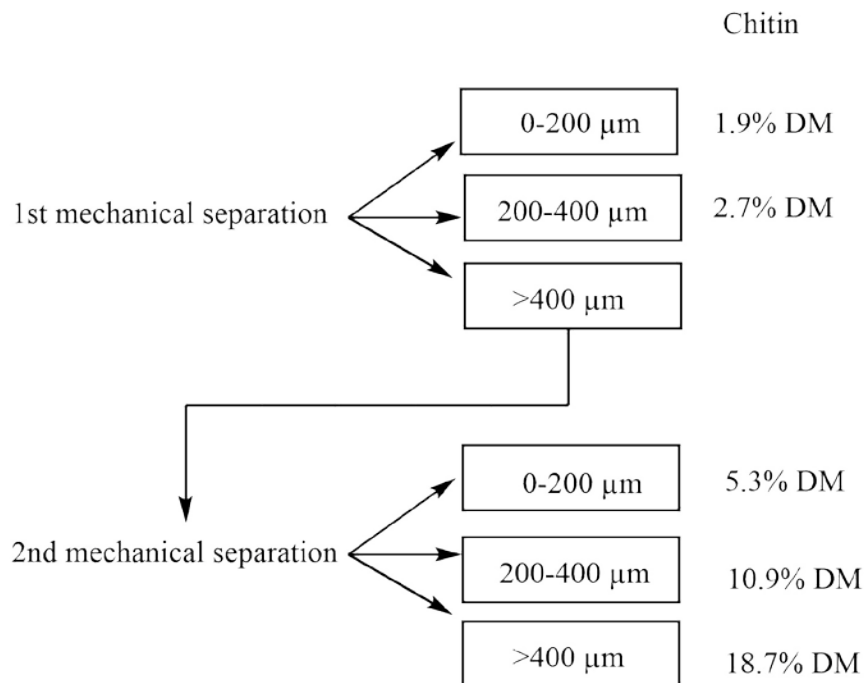 Chitin
0-200 µm 1.9% DM
1st mechanical separation 200-400 µm 2.7% DM
>400 µm
0-200 µm 5.3% DM
2nd mechanical separation 200-400 µm 10.9% DM
>400 µm 18.7% DM